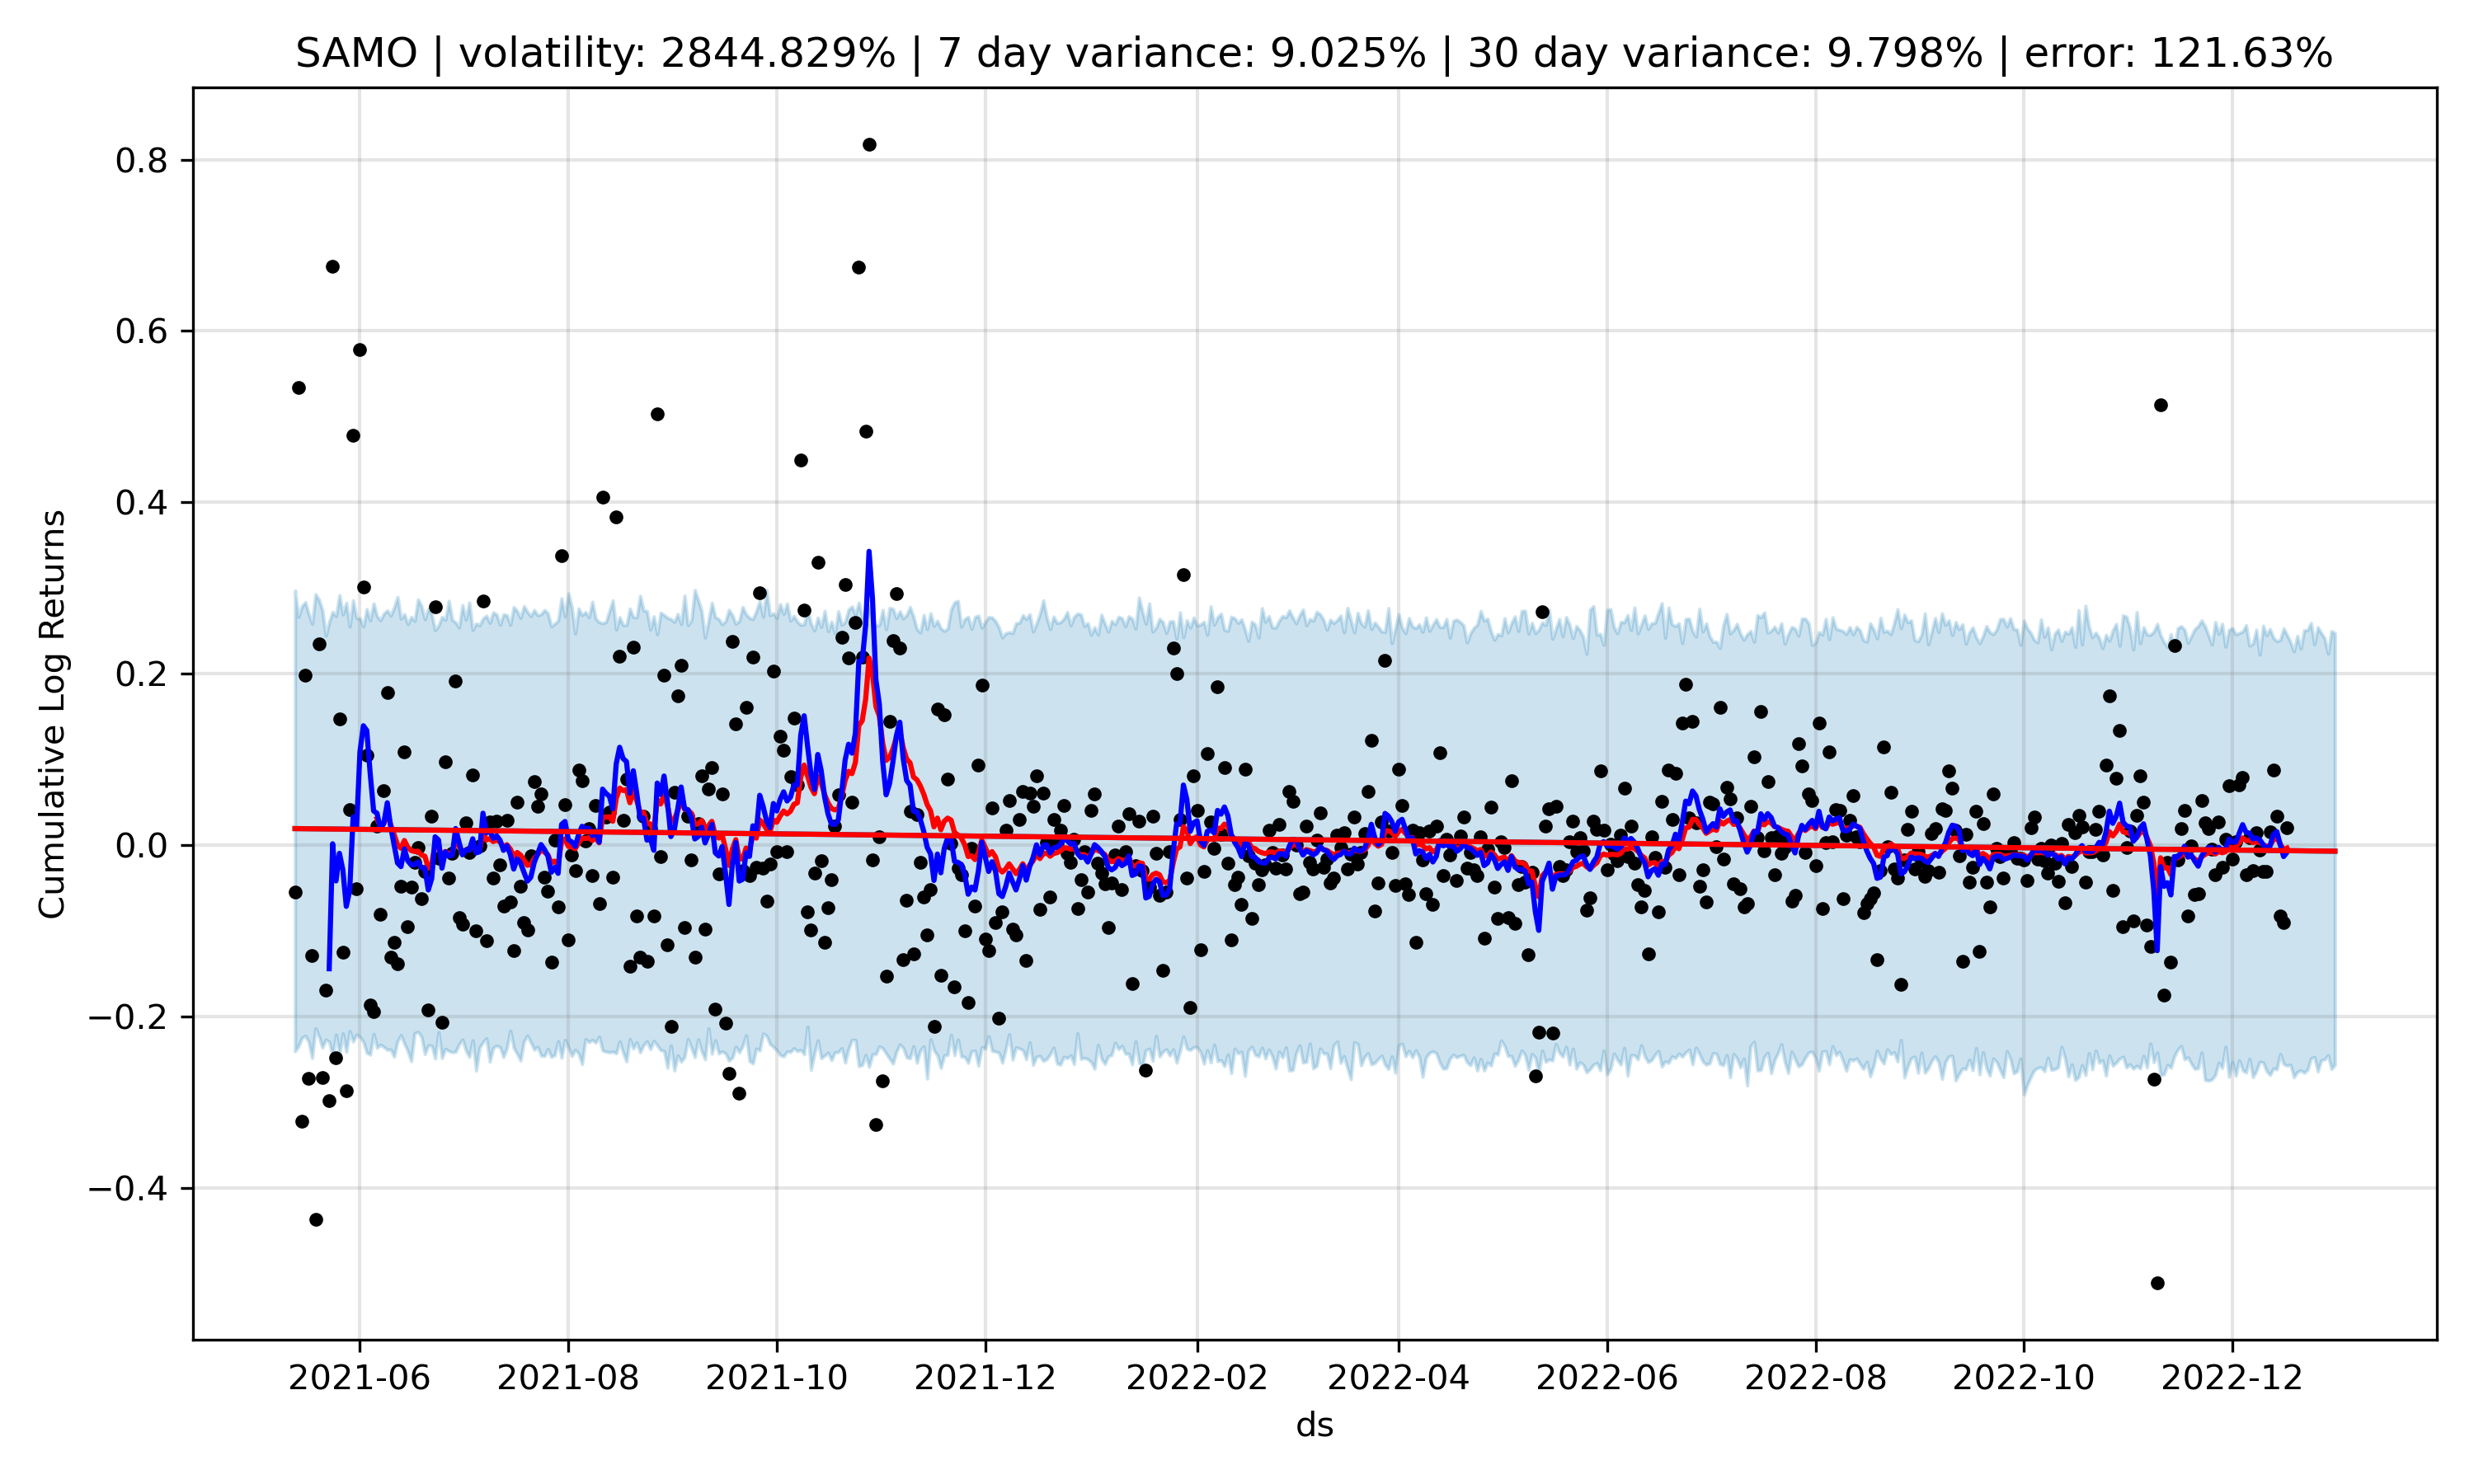 SAMO | volatility: 2844.829% | 7 day variance: 9.025% | 30 day variance: 9.798% | error: 121.63%
0.8
0.6
0.4
0.2
0.0
−0.2
−0.4
Cumulative Log Returns
2021-06 2021-08 2021-10 2021-12 2022-02 2022-04 2022-06 2022-08 2022-10 2022-12
ds